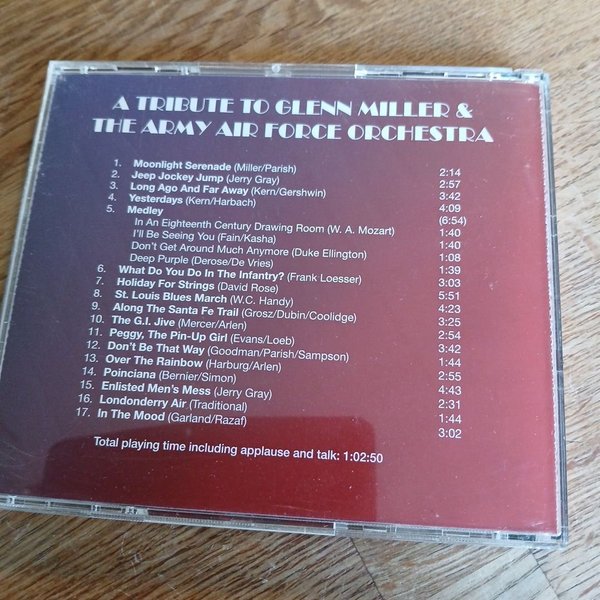 A TRIBUTE TO GLENN MILLER &
THE ARMY AIR FORCE ORCHESTRA
1. Moonlight Serenade (Miller/Parish) 2:14
2. Jeep Jockey Jump (Jerry Gray) 2:57
3. Long Ago And Far Away (Kern/Gershwin) 3:42
4. Yesterdays (Kern/Harbach) 4:09
5. Medley (6:54)
In An Eighteenth Century Drawing Room (W. A. Mozart) 1:40
I'll Be Seeing You (Fain/Kasha) 1:40
Don't Get Around Much Anymore (Duke Ellington) 1:08
Deep Purple (Derose/De Vries) 1:39
6. What Do You Do In The Infantry? (Frank Loesser) 3:03
7. Holiday For Strings (David Rose) 5:51
8. St. Louis Blues March (W.C. Handy) 4:23
9. Along The Santa Fe Trail (Grosz/Dubin/Coolidge) 3:25
10. The G.I. Jive (Mercer/Arlen) 2:54
11. Peggy, The Pin-Up Girl (Evans/Loeb) 3:42
12. Don't Be That Way (Goodman/Parish/Sampson) 1:44
13. Over The Rainbow (Harburg/Arlen) 2:55
14. Poinciana (Bernier/Simon) 4:43
15. Enlisted Men's Mess (Jerry Gray) 2:31
16. Londonderry Air (Traditional) 1:44
17. In The Mood (Garland/Razaf) 3:02
Total playing time including applause and talk: 1:02:50